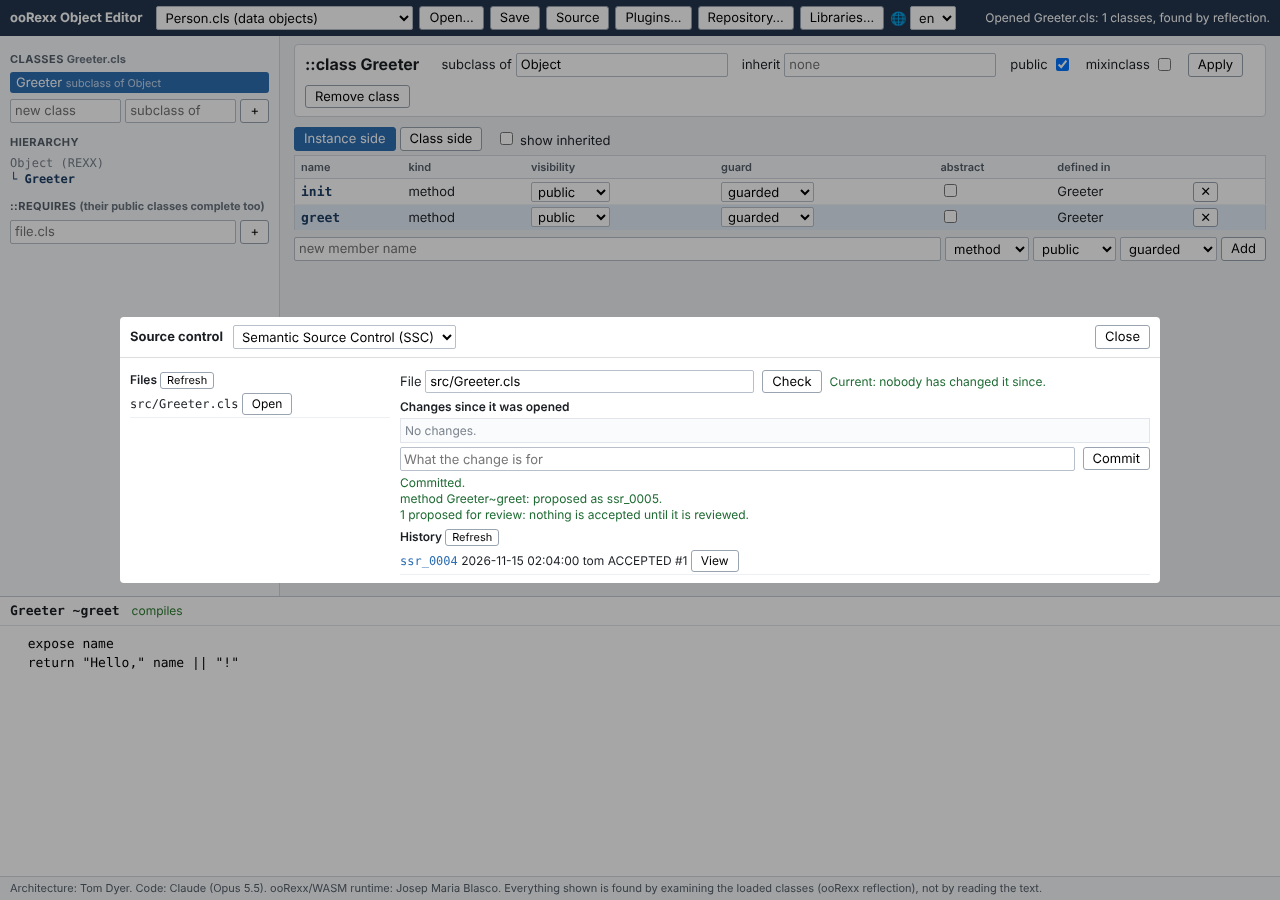 ooRexx Object Editor Person.cls (data objects) Open... Save Source Plugins... Repository... Libraries... en Opened Greeter.cls: 1 classes, found by reflection.
CLASSES Greeter.cls
Greeter subclass of Object
new class subclass of +
HIERARCHY
Object (REXX)
└ Greeter
::REQUIRES (their public classes complete too)
file.cls +
::class Greeter subclass of Object inherit none public mixinclass Apply
Remove class
Instance side Class side show inherited
name kind visibility guard abstract defined in
init method public guarded Greeter ✕
greet method public guarded Greeter ✕
new member name method public guarded Add
Source control Semantic Source Control (SSC) Close
Files Refresh
src/Greeter.cls Open
File src/Greeter.cls Check Current: nobody has changed it since.
Changes since it was opened
No changes.
What the change is for Commit
Committed.
method Greeter~greet: proposed as ssr_0005.
1 proposed for review: nothing is accepted until it is reviewed.
History Refresh
ssr_0004 2026-11-15 02:04:00 tom ACCEPTED #1 View
Greeter ~greet compiles
expose name
return "Hello," name || "!"
Architecture: Tom Dyer. Code: Claude (Opus 5.5). ooRexx/WASM runtime: Josep Maria Blasco. Everything shown is found by examining the loaded classes (ooRexx reflection), not by reading the text.